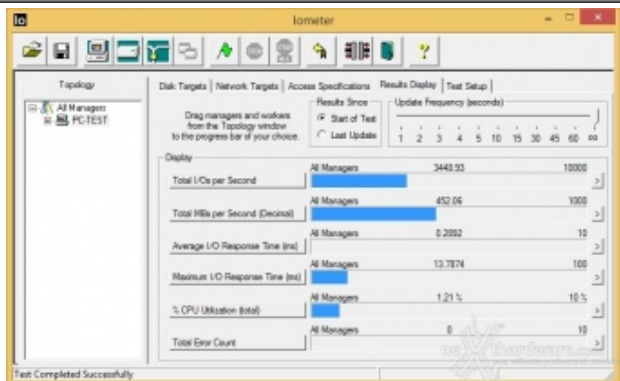 Io Iometer
Topology
All Managers
PC-TEST
Disk Targets Network Targets Access Specifications Results Display Test Setup
Drag managers and workers
from the Topology window
to the progress bar of your choice.
Results Since
Start of Test
Last Update
Update Frequency (seconds)
1 2 3 4 5 10 15 30 45 60 ∞
Display
All Managers 3448.93 10000
Total I/Os per Second >
All Managers 452.06 1000
Total MBs per Second (Decimal) >
All Managers 0.2892 10
Average I/O Response Time (ms) >
All Managers 13.7874 100
Maximum I/O Response Time (ms) >
All Managers 1.21 % 10 %
% CPU Utilization (total) >
All Managers 0 10
Total Error Count >
Test Completed Successfully